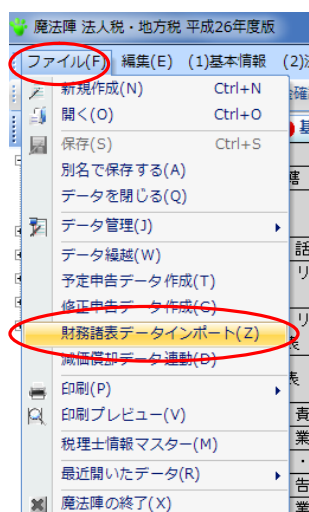 魔法陣 法人税・地方税 平成26年度版
ファイル(F) 編集(E) (1)基本情報 (2)
新規作成(N) Ctrl+N
開く(O) Ctrl+O
保存(S) Ctrl+S
別名で保存する(A)
データを閉じる(Q)
データ管理(J)
データ繰越(W)
予定申告データ作成(T)
修正申告データ作成(G)
財務諸表データインポート(Z)
減価償却データ連動(D)
印刷(P)
印刷プレビュー(V)
税理士情報マスター(M)
最近開いたデータ(R)
魔法陣の終了(X)